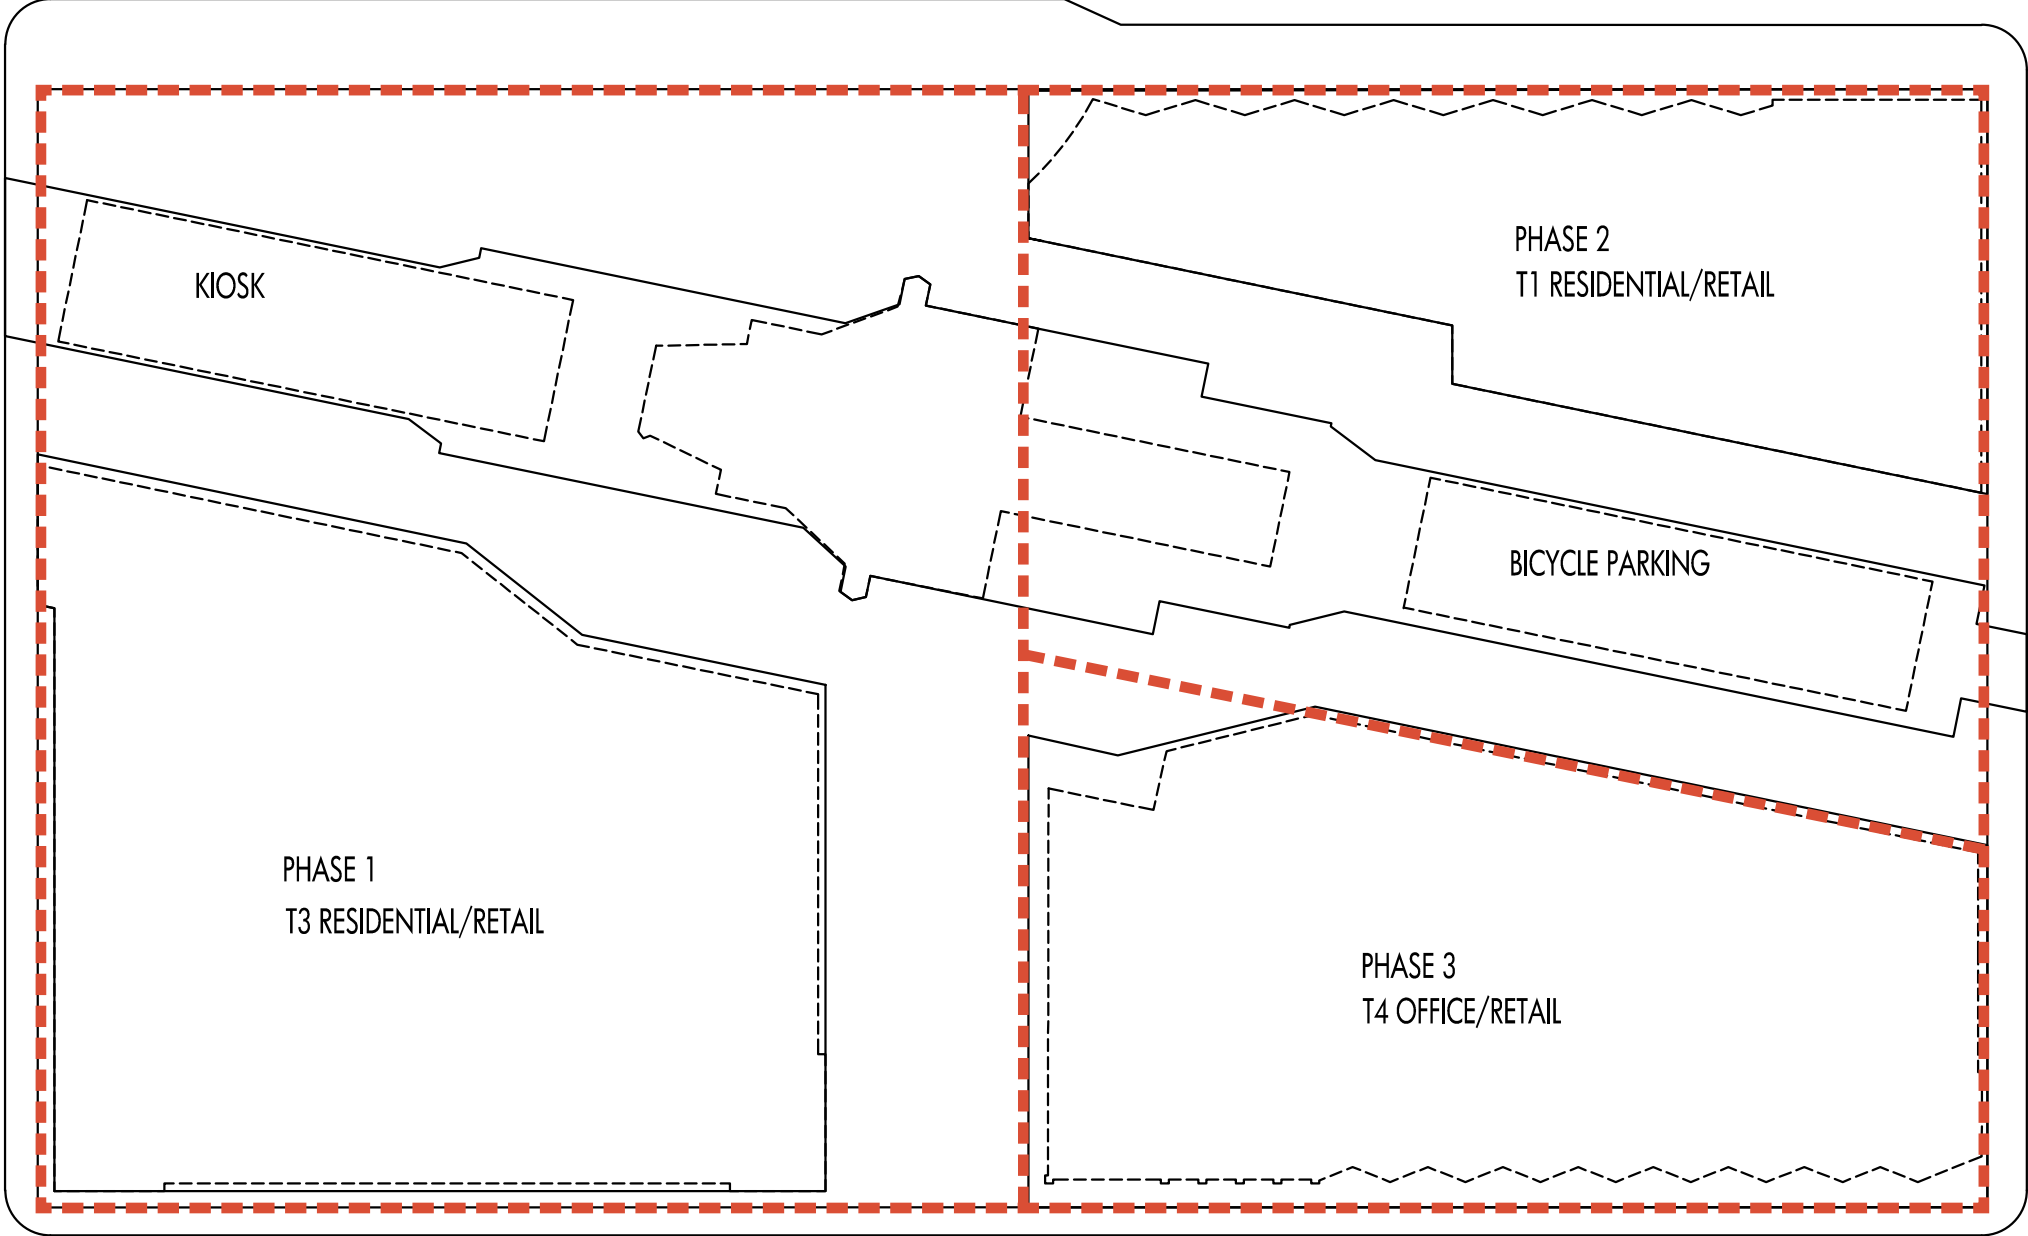 PHASE 2
T1 RESIDENTIAL/RETAIL
KIOSK
BICYCLE PARKING
PHASE 1
T3 RESIDENTIAL/RETAIL
PHASE 3
T4 OFFICE/RETAIL